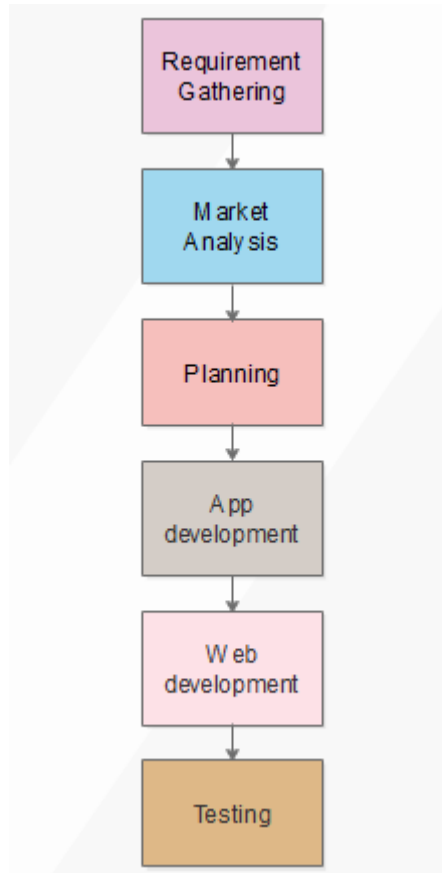 Requirement
Gathering
Market
Analysis
Planning
App
development
Web
development
Testing